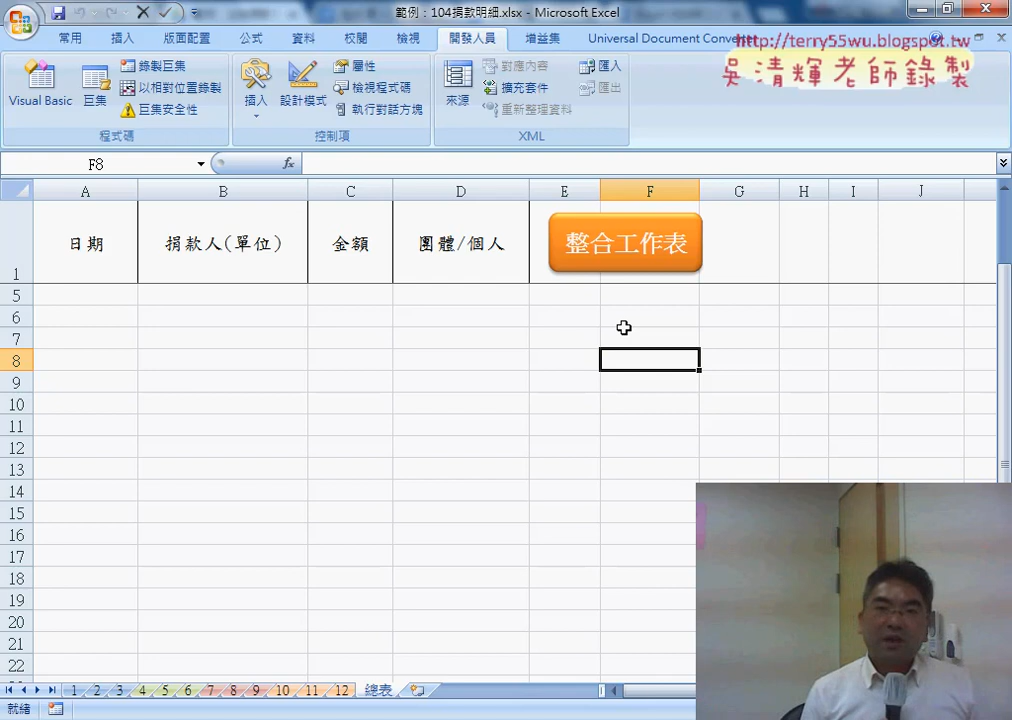 範例：104捐款明細.xlsx - Microsoft Excel
常用 插入 版面配置 公式 資料 校閱 檢視 開發人員 增益集 Universal Document Converter
http://terry55wu.blogspot.tw
吳清輝老師錄製
Visual Basic 巨集 錄製巨集 以相對位置錄製 巨集安全性
插入 設計模式 屬性 檢視程式碼 執行對話方塊
來源 對應內容 擴充套件 重新整理資料 匯入 匯出
程式碼 控制項 XML
F8 fx
A B C D E F G H I J
1 日期 捐款人(單位) 金額 團體/個人 整合工作表
5
6
7
8
9
10
11
12
13
14
15
16
17
18
19
20
21
22
1 2 3 4 5 6 7 8 9 10 11 12 總表
就緒